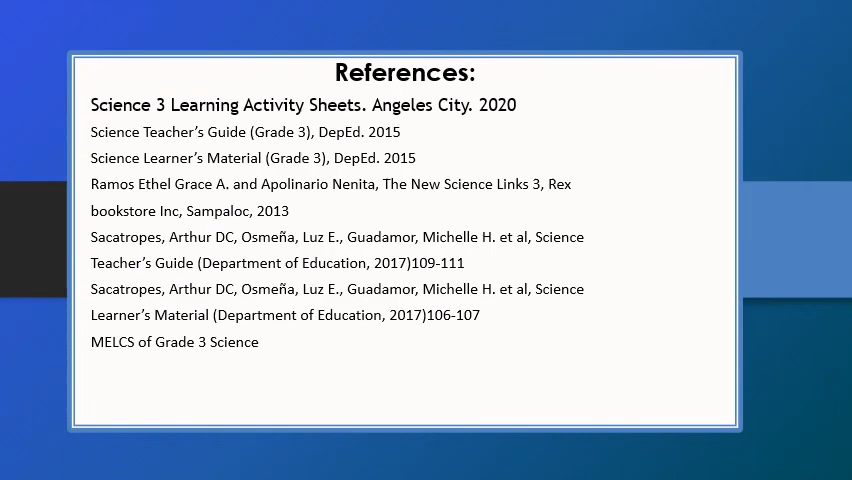 References:
Science 3 Learning Activity Sheets. Angeles City. 2020
Science Teacher’s Guide (Grade 3), DepEd. 2015
Science Learner’s Material (Grade 3), DepEd. 2015
Ramos Ethel Grace A. and Apolinario Nenita, The New Science Links 3, Rex
bookstore Inc, Sampaloc, 2013
Sacatropes, Arthur DC, Osmeña, Luz E., Guadamor, Michelle H. et al, Science
Teacher’s Guide (Department of Education, 2017)109-111
Sacatropes, Arthur DC, Osmeña, Luz E., Guadamor, Michelle H. et al, Science
Learner’s Material (Department of Education, 2017)106-107
MELCS of Grade 3 Science